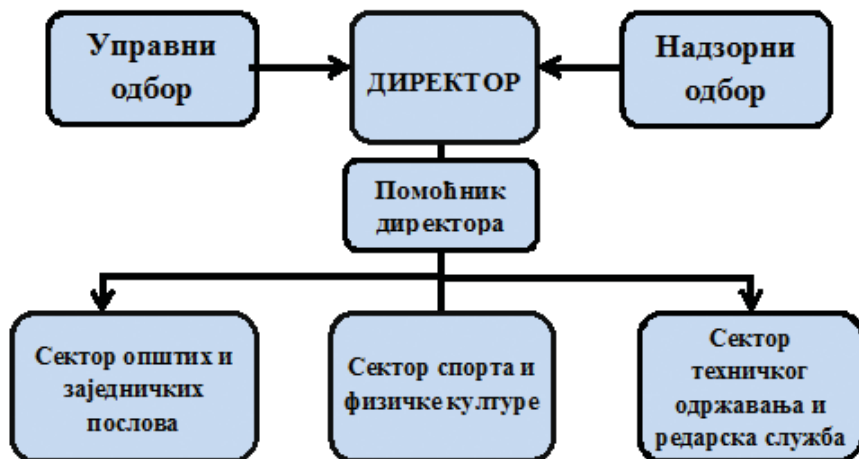 Управни
одбор
ДИРЕКТОР
Надзорни
одбор
Помоћник
директора
Сектор општих и
заједничких
послова
Сектор спорта и
физичке културе
Сектор
техничког
одржавања и
редарска служба